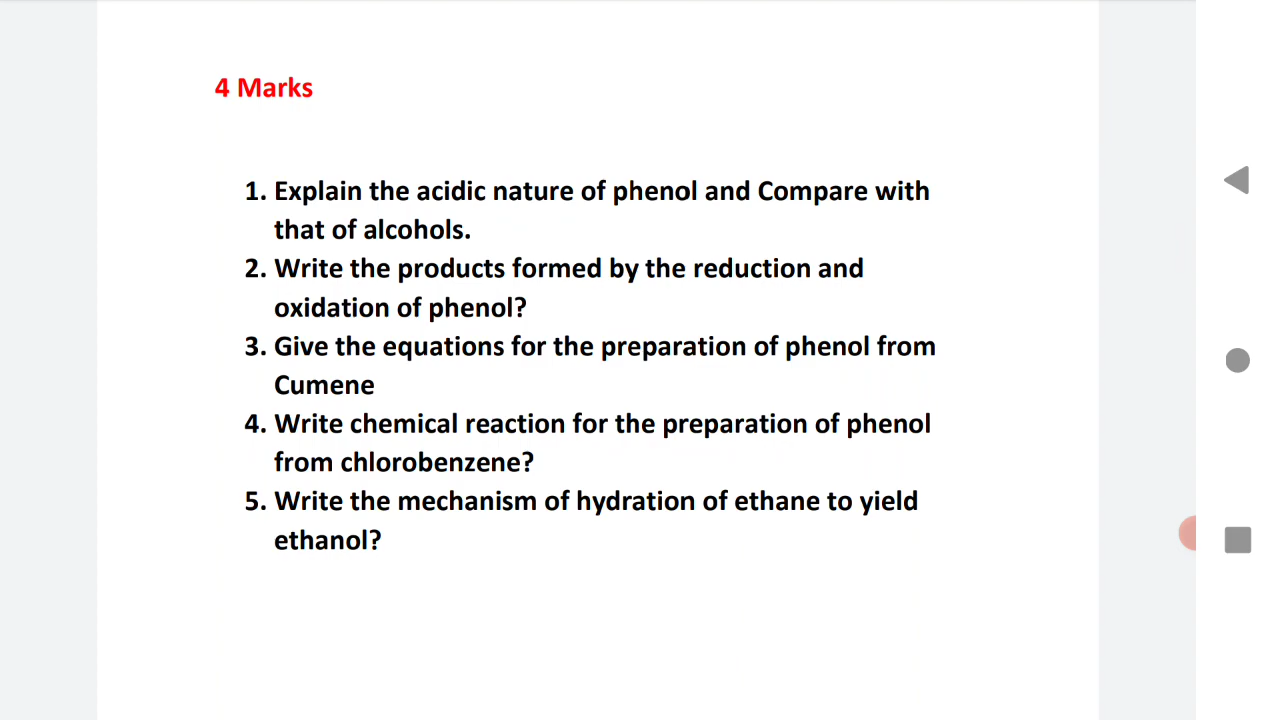 4 Marks
1. Explain the acidic nature of phenol and Compare with
that of alcohols.
2. Write the products formed by the reduction and
oxidation of phenol?
3. Give the equations for the preparation of phenol from
Cumene
4. Write chemical reaction for the preparation of phenol
from chlorobenzene?
5. Write the mechanism of hydration of ethane to yield
ethanol?